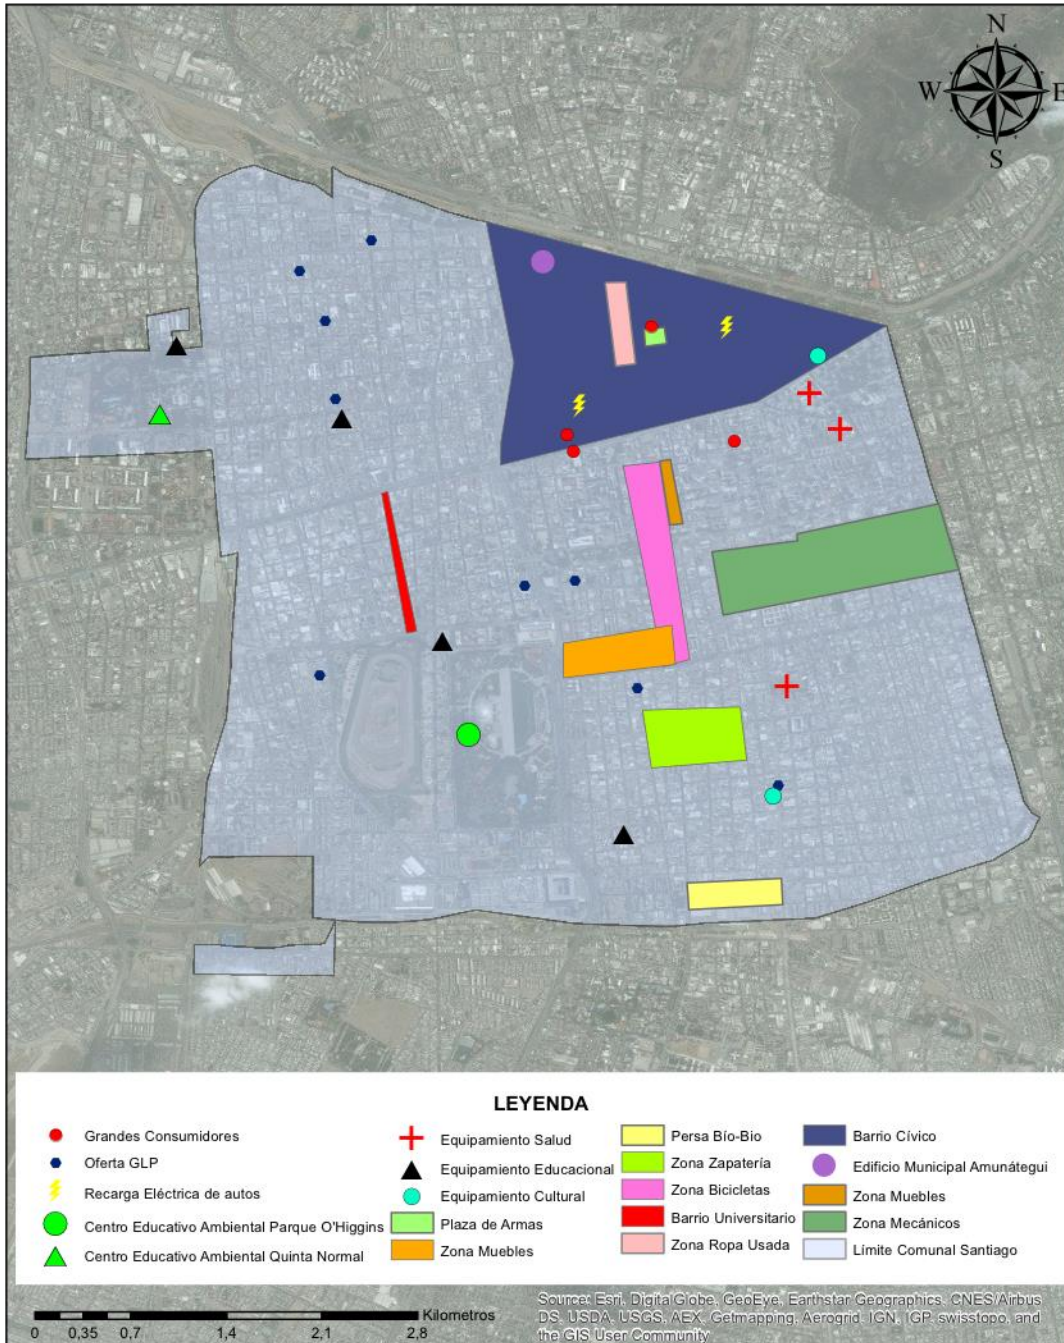 N
W E
S
LEYENDA
Grandes Consumidores
Oferta GLP
Recarga Eléctrica de autos
Centro Educativo Ambiental Parque O'Higgins
Centro Educativo Ambiental Quinta Normal
Equipamiento Salud
Equipamiento Educacional
Equipamiento Cultural
Plaza de Armas
Zona Muebles
Persa Bío-Bio
Zona Zapatería
Zona Bicicletas
Barrio Universitario
Zona Ropa Usada
Barrio Cívico
Edificio Municipal Amunátegui
Zona Muebles
Zona Mecánicos
Límite Comunal Santiago
Kilometros
0 0,35 0,7 1,4 2,1 2,8
Source: Esri, DigitalGlobe, GeoEye, Earthstar Geographics, CNES/Airbus
DS, USDA, USGS, AEX, Getmapping, Aerogrid, IGN, IGP, swisstopo, and
the GIS User Community